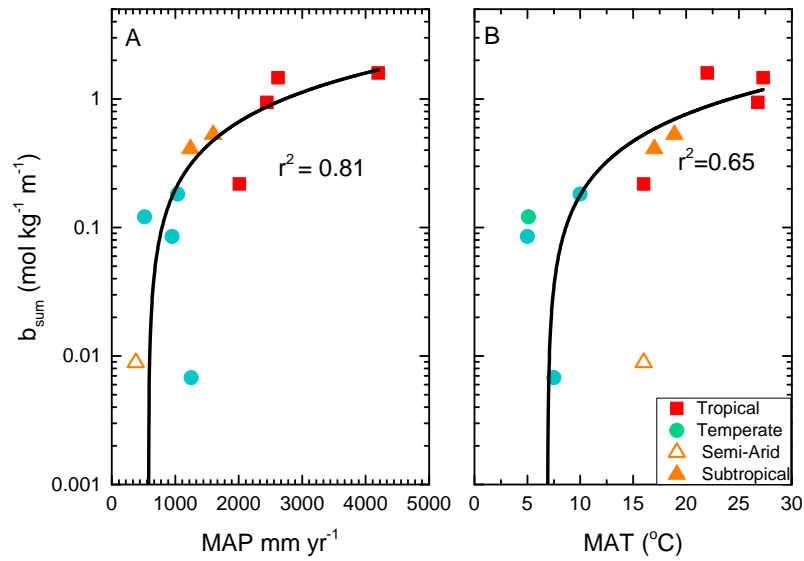 A
B
1
0.1
0.01
0.001
b_sum (mol kg⁻¹ m⁻¹)
r² = 0.81
r²=0.65
Tropical
Temperate
Semi-Arid
Subtropical
0 1000 2000 3000 4000 5000
0 5 10 15 20 25 30
MAP mm yr⁻¹
MAT (°C)